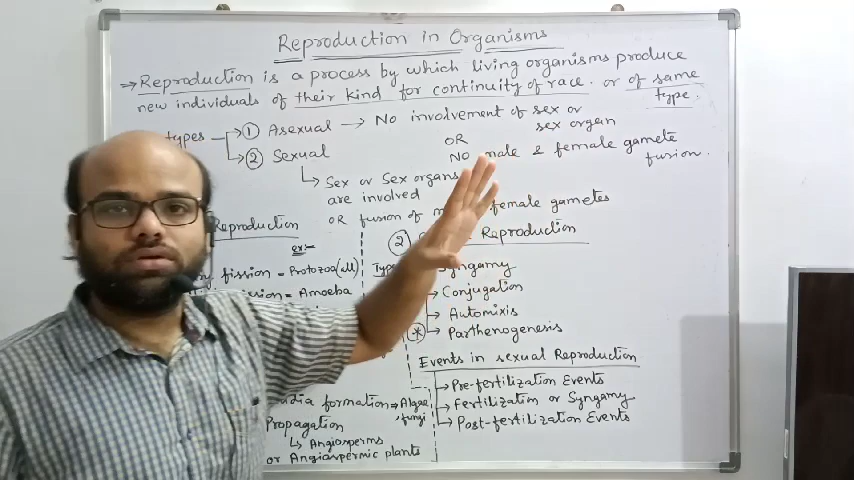 Reproduction in Organisms
→ Reproduction is a process by which living organisms produce
new individuals of their kind for continuity of race. or of same
type.
types → ① Asexual → No involvement of sex or
sex organ
OR
No male & female gamete
fusion.
→ ② Sexual
↳ Sex or Sex organs
are involved
OR fusion of female gametes
Reproduction
ex:-
fission = Protozoa(all)
= Amoeba
formation ⇒ Algae,
fungi
Propagation
↳ Angiosperms
or Angiospermic plants
② Reproduction
Syngamy
→ Conjugation
→ Automixis
* → Parthenogenesis
Events in sexual Reproduction
→ Pre-fertilization Events
→ Fertilization or Syngamy
→ Post-fertilization Events